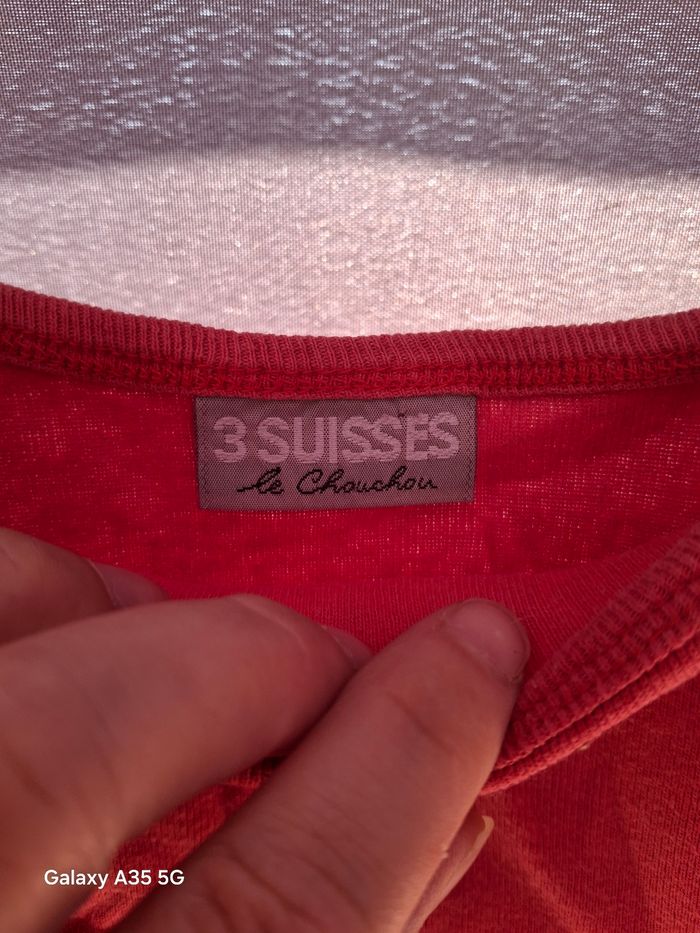 3 SUISSES
le Chouchou
Galaxy A35 5G